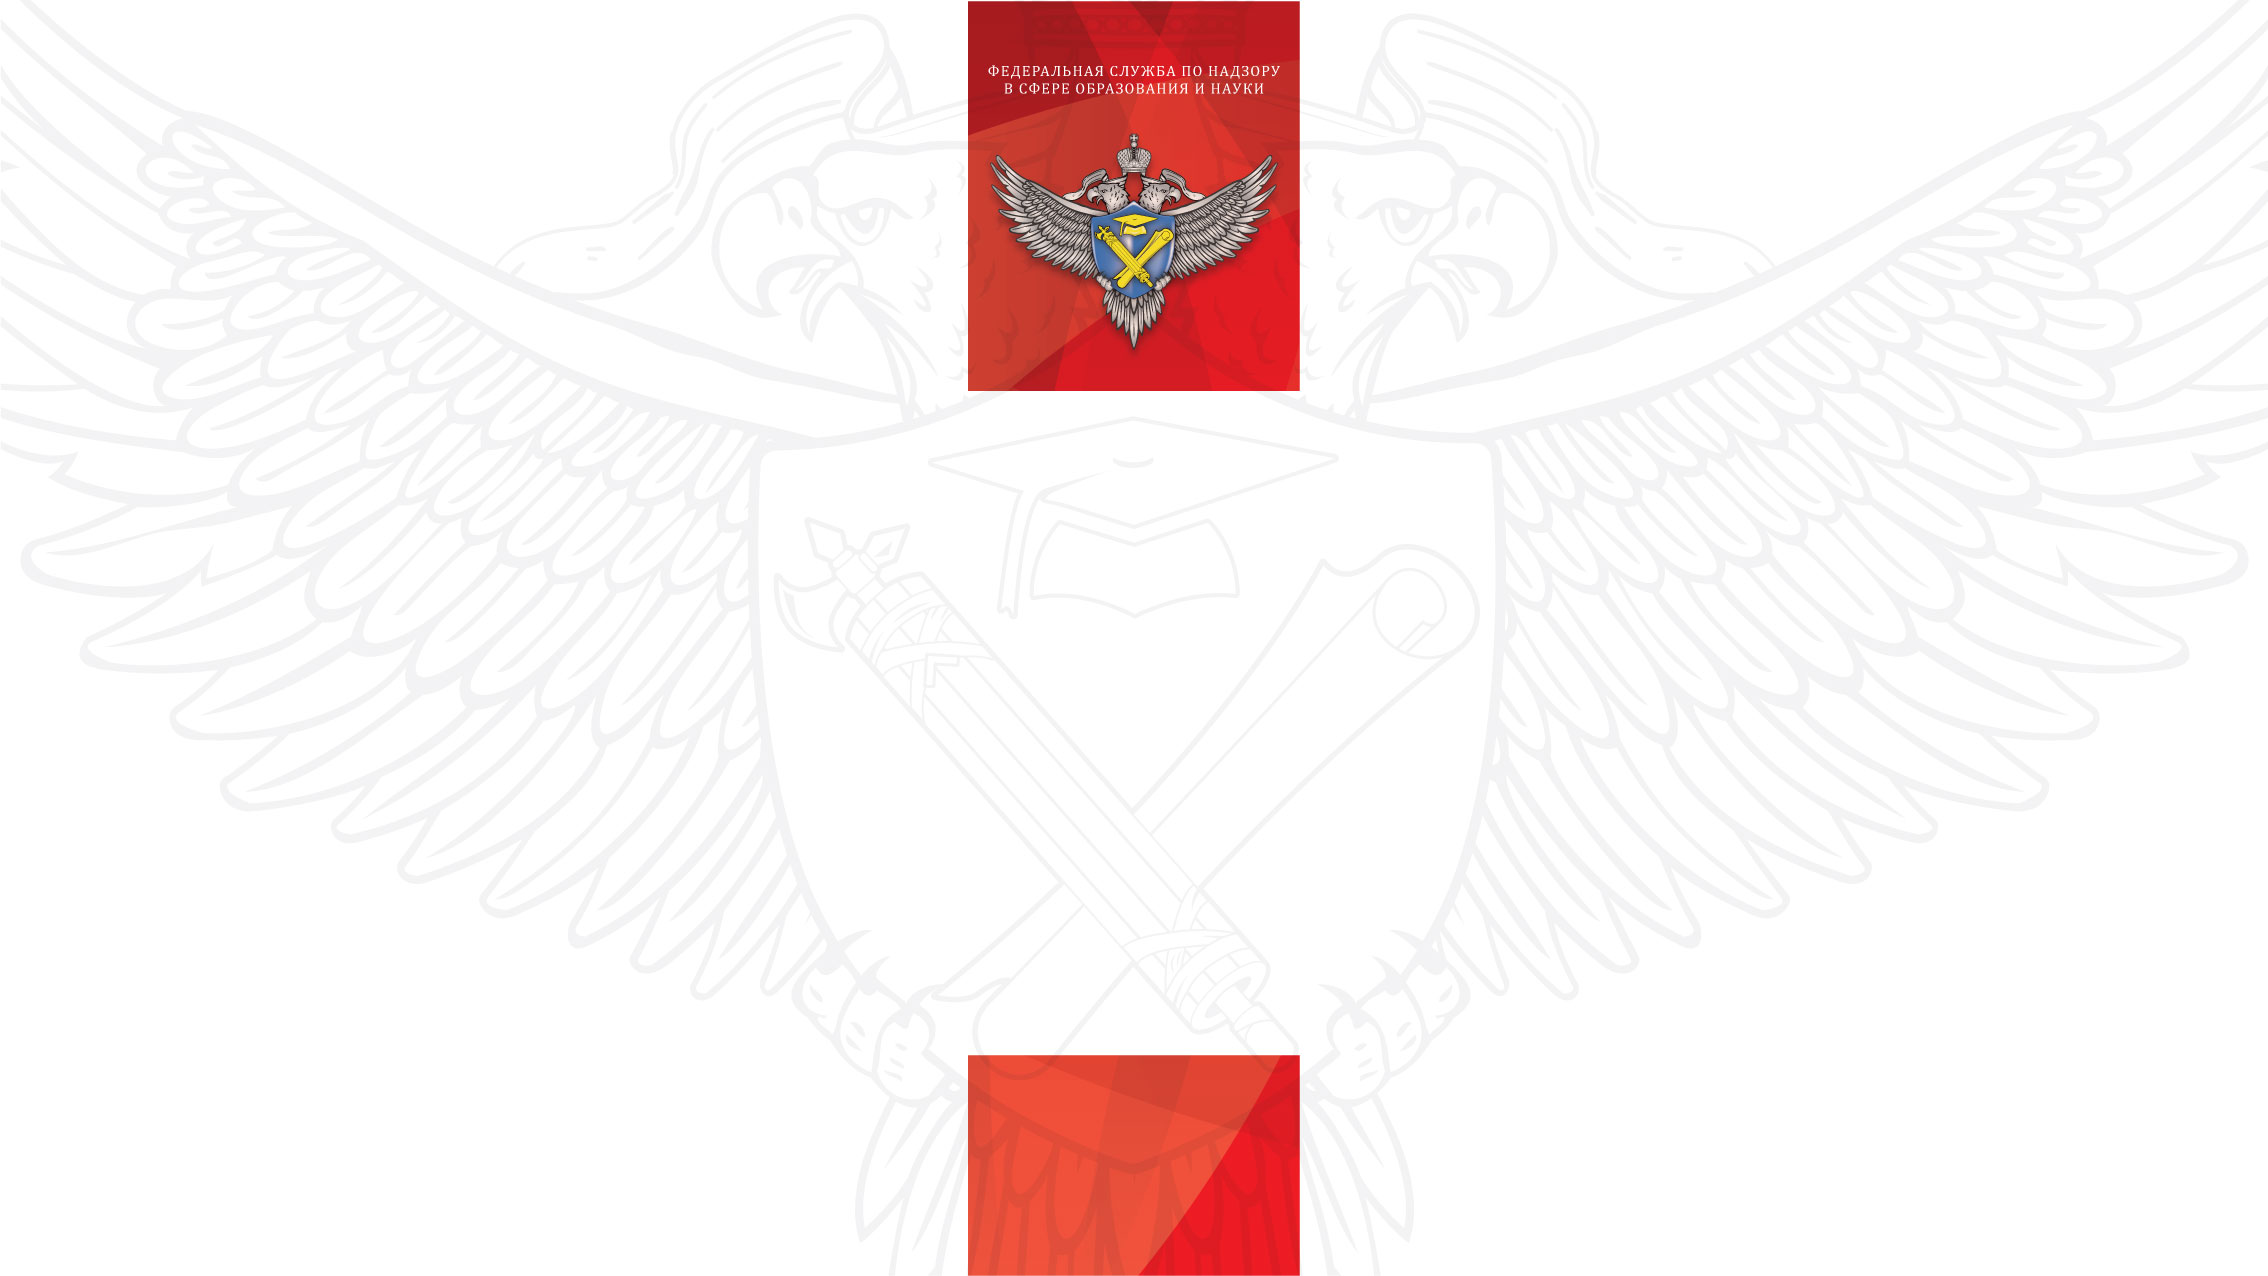 ФЕДЕРАЛЬНАЯ СЛУЖБА ПО НАДЗОРУ
В СФЕРЕ ОБРАЗОВАНИЯ И НАУКИ